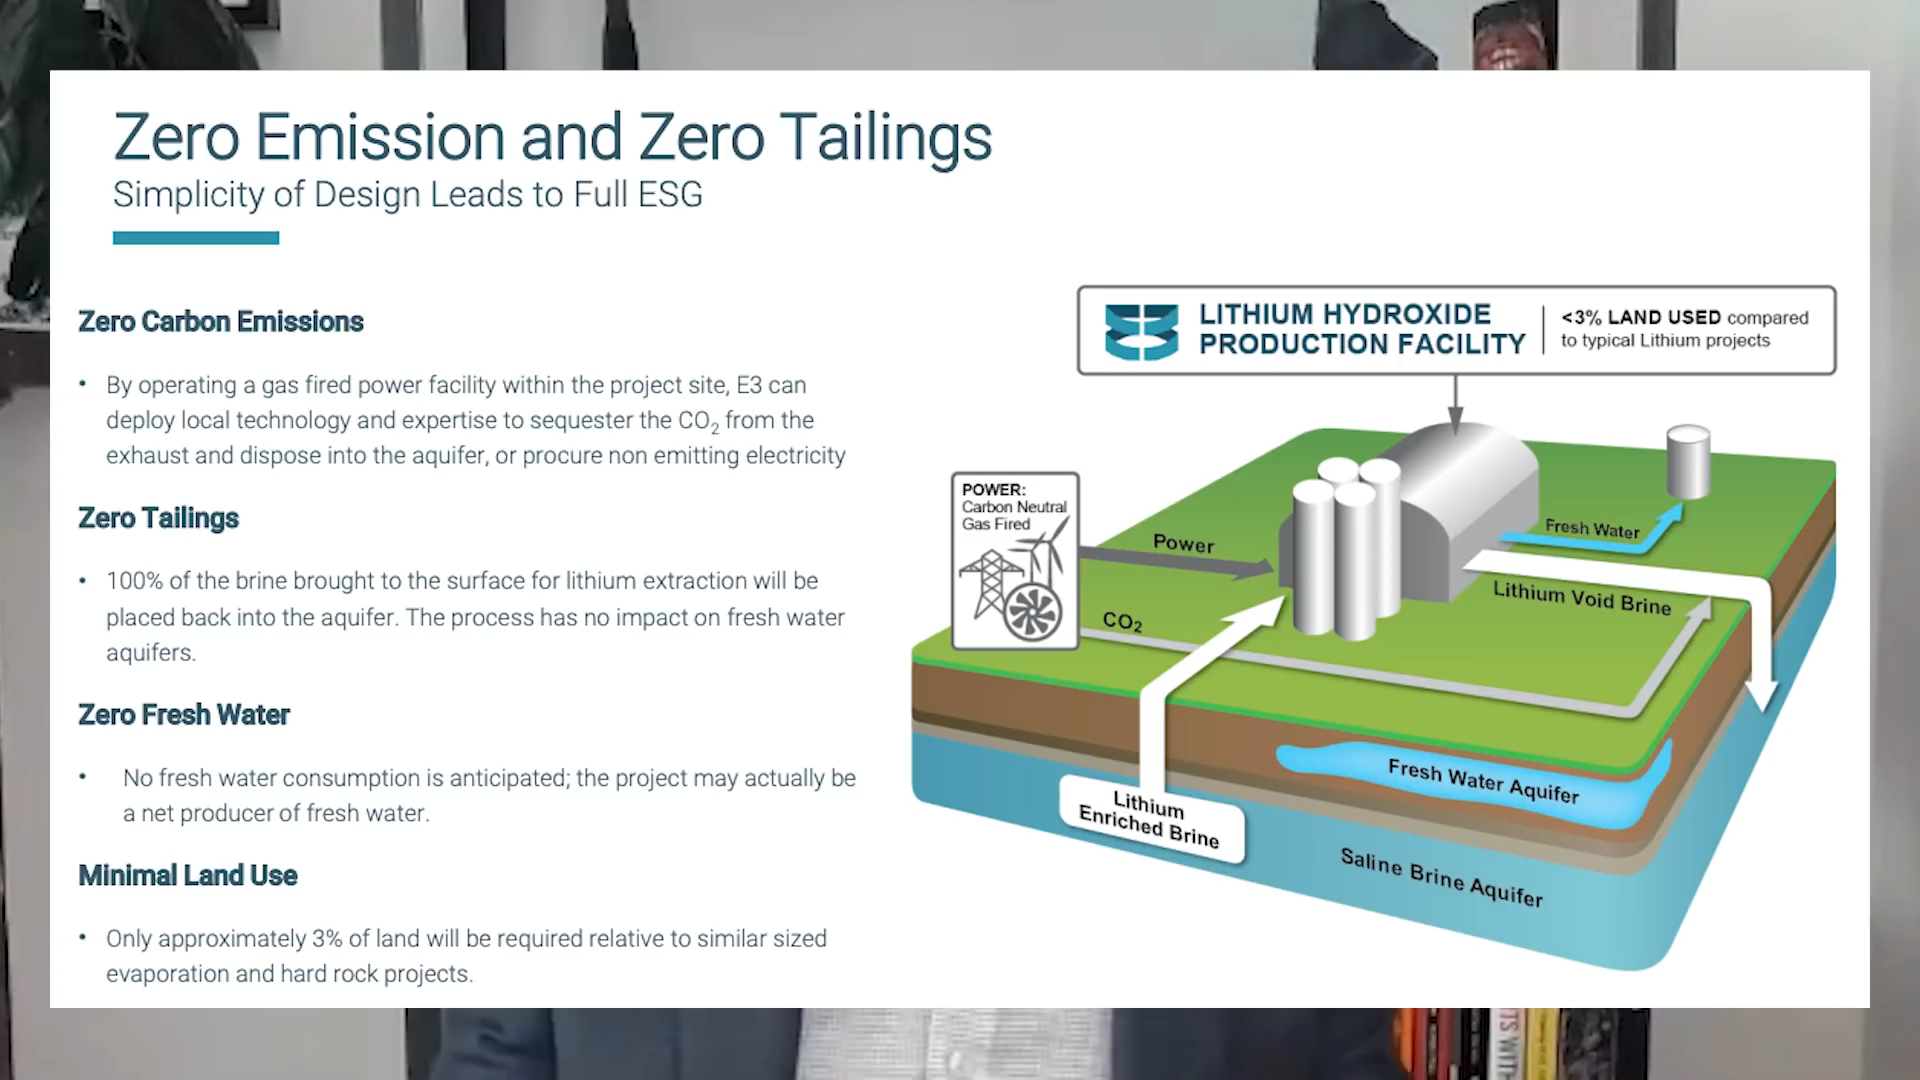 Zero Emission and Zero Tailings
Simplicity of Design Leads to Full ESG
Zero Carbon Emissions
• By operating a gas fired power facility within the project site, E3 can
deploy local technology and expertise to sequester the CO₂ from the
exhaust and dispose into the aquifer, or procure non emitting electricity
Zero Tailings
• 100% of the brine brought to the surface for lithium extraction will be
placed back into the aquifer. The process has no impact on fresh water
aquifers.
Zero Fresh Water
• No fresh water consumption is anticipated; the project may actually be
a net producer of fresh water.
Minimal Land Use
• Only approximately 3% of land will be required relative to similar sized
evaporation and hard rock projects.
LITHIUM HYDROXIDE
PRODUCTION FACILITY
<3% LAND USED compared
to typical Lithium projects
POWER:
Carbon Neutral
Gas Fired
Power
CO₂
Fresh Water
Lithium Void Brine
Lithium
Enriched Brine
Fresh Water Aquifer
Saline Brine Aquifer